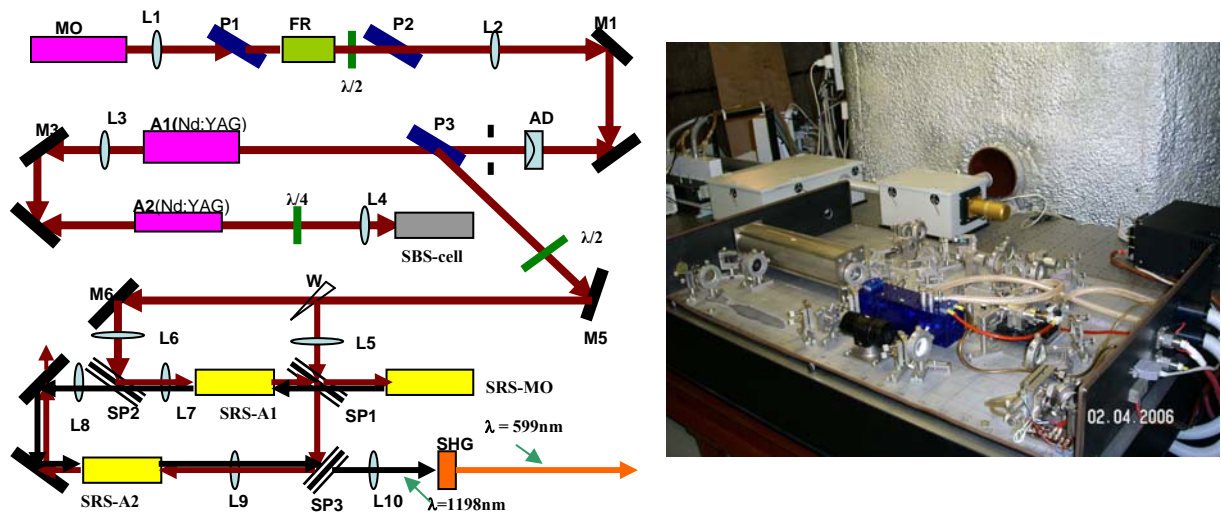 MO
L1
P1
FR
P2
L2
M1
λ/2
M3
L3
A1(Nd:YAG)
P3
AD
A2(Nd:YAG)
λ/4
L4
SBS-cell
λ/2
M6
W
M5
L6
L5
L8
SP2
L7
SRS-A1
SP1
SRS-MO
λ = 599nm
SHG
SRS-A2
L9
SP3
L10
λ=1198nm
02.04.2006